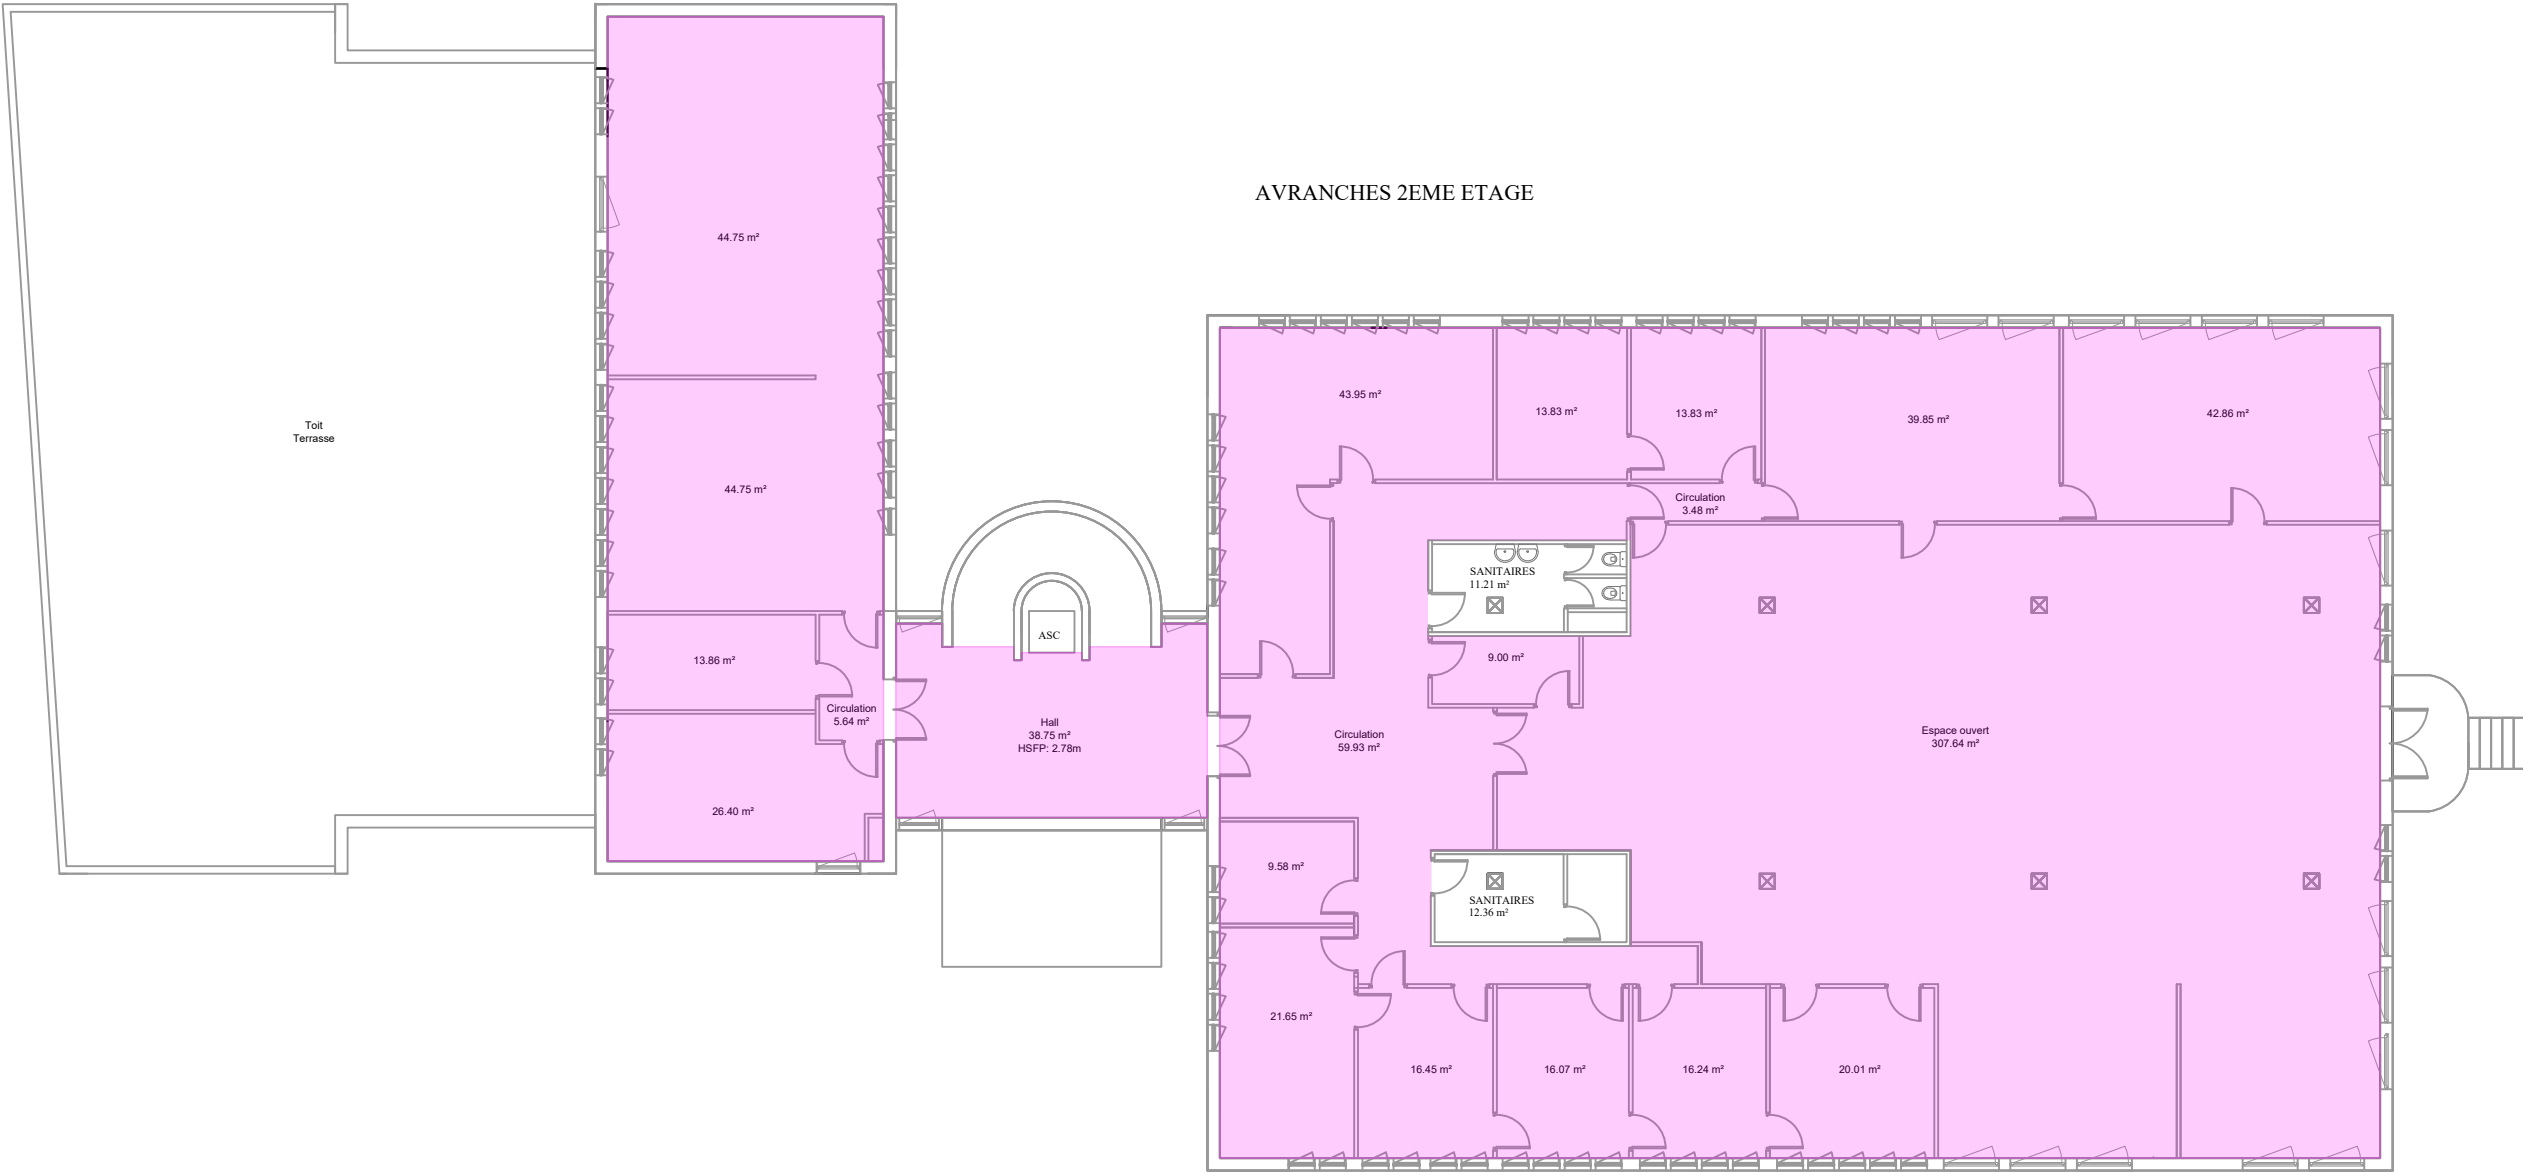 AVRANCHES 2EME ETAGE
44.75 m²
Toit
Terrasse
44.75 m²
13.86 m²
Circulation
5.64 m²
26.40 m²
ASC
Hall
38.75 m²
HSFP: 2.78m
43.95 m²
13.83 m²
13.83 m²
39.85 m²
42.86 m²
Circulation
3.48 m²
SANITAIRES
11.21 m²
9.00 m²
Circulation
59.93 m²
Espace ouvert
307.64 m²
9.58 m²
SANITAIRES
12.36 m²
21.65 m²
16.45 m²
16.07 m²
16.24 m²
20.01 m²